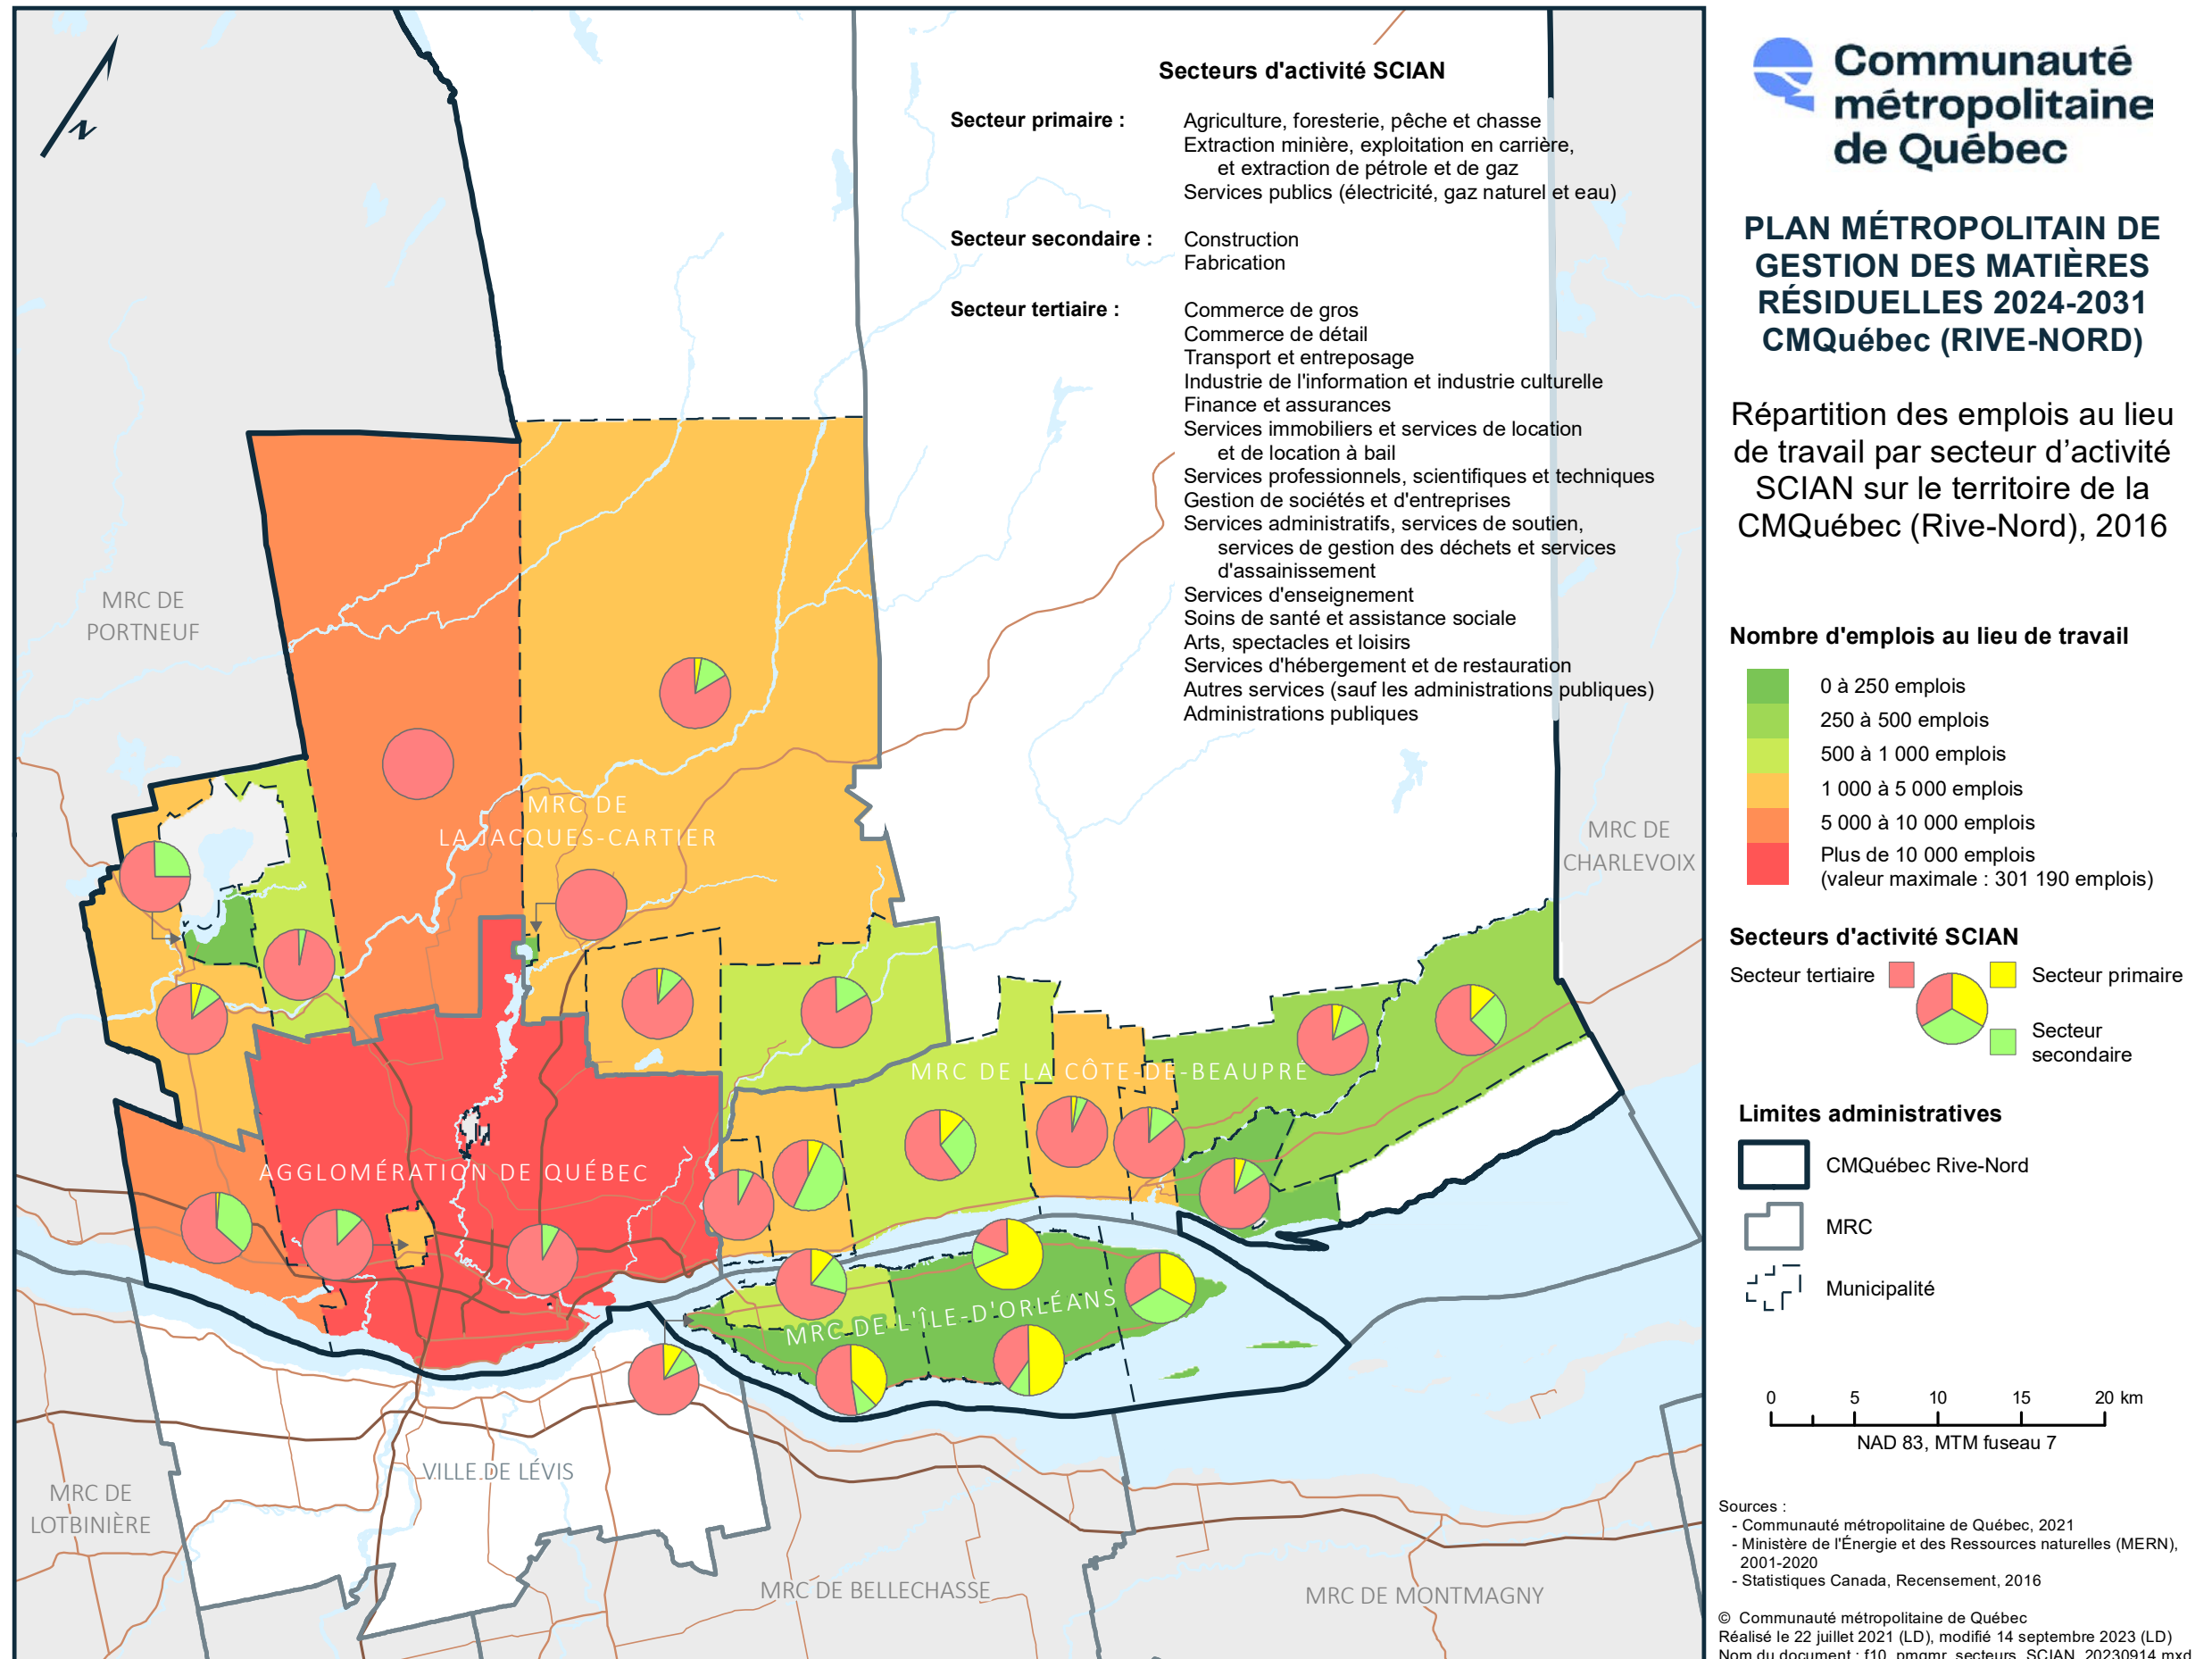 N
Secteurs d'activité SCIAN
Secteur primaire :
Agriculture, foresterie, pêche et chasse
Extraction minière, exploitation en carrière,
et extraction de pétrole et de gaz
Services publics (électricité, gaz naturel et eau)
Secteur secondaire :
Construction
Fabrication
Secteur tertiaire :
Commerce de gros
Commerce de détail
Transport et entreposage
Industrie de l'information et industrie culturelle
Finance et assurances
Services immobiliers et services de location
et de location à bail
Services professionnels, scientifiques et techniques
Gestion de sociétés et d'entreprises
Services administratifs, services de soutien,
services de gestion des déchets et services
d'assainissement
Services d'enseignement
Soins de santé et assistance sociale
Arts, spectacles et loisirs
Services d'hébergement et de restauration
Autres services (sauf les administrations publiques)
Administrations publiques
MRC DE
PORTNEUF
MRC DE
LA JACQUES-CARTIER
MRC DE
CHARLEVOIX
MRC DE LA CÔTE-DE-BEAUPRÉ
AGGLOMÉRATION DE QUÉBEC
MRC DE L'ÎLE-D'ORLÉANS
VILLE DE LÉVIS
MRC DE
LOTBINIÈRE
MRC DE BELLECHASSE
MRC DE MONTMAGNY
Communauté
métropolitaine
de Québec
PLAN MÉTROPOLITAIN DE
GESTION DES MATIÈRES
RÉSIDUELLES 2024-2031
CMQuébec (RIVE-NORD)
Répartition des emplois au lieu
de travail par secteur d’activité
SCIAN sur le territoire de la
CMQuébec (Rive-Nord), 2016
Nombre d'emplois au lieu de travail
0 à 250 emplois
250 à 500 emplois
500 à 1 000 emplois
1 000 à 5 000 emplois
5 000 à 10 000 emplois
Plus de 10 000 emplois
(valeur maximale : 301 190 emplois)
Secteurs d'activité SCIAN
Secteur tertiaire
Secteur primaire
Secteur
secondaire
Limites administratives
CMQuébec Rive-Nord
MRC
Municipalité
0 5 10 15 20 km
NAD 83, MTM fuseau 7
Sources :
- Communauté métropolitaine de Québec, 2021
- Ministère de l'Énergie et des Ressources naturelles (MERN),
2001-2020
- Statistiques Canada, Recensement, 2016
© Communauté métropolitaine de Québec
Réalisé le 22 juillet 2021 (LD), modifié 14 septembre 2023 (LD)
Nom du document : f10_pmgmr_secteurs_SCIAN_20230914.mxd